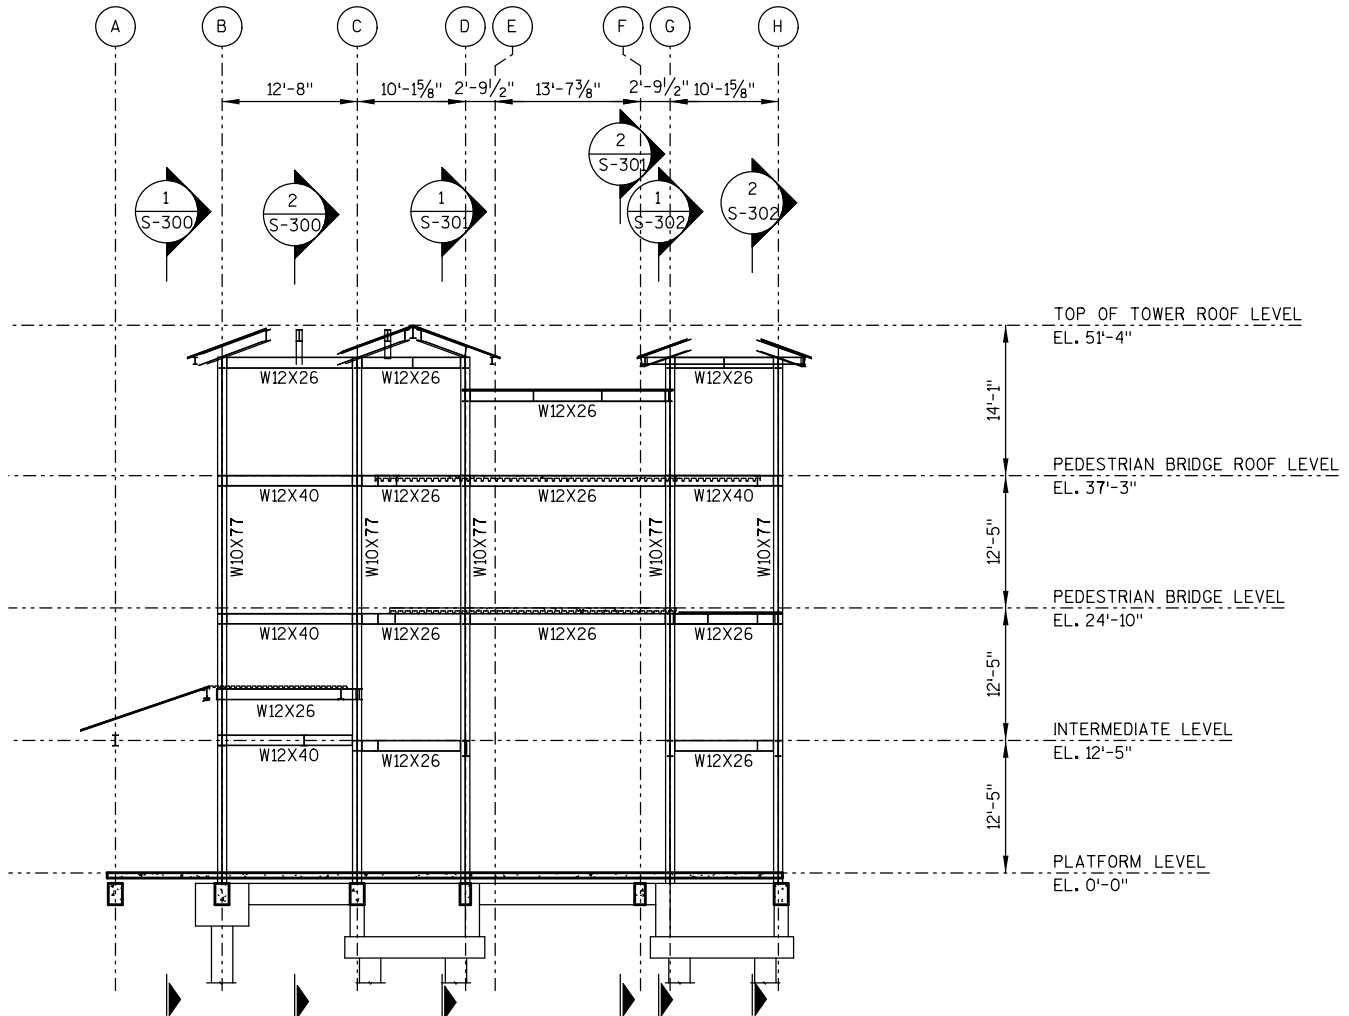 A B C D E F G H
12'-8" 10'-1⅝" 2'-9½" 13'-7⅜" 2'-9½" 10'-1⅝"
2
S-301
1
S-300
2
S-300
1
S-301
1
S-302
2
S-302
TOP OF TOWER ROOF LEVEL
EL. 51'-4"
W12X26 W12X26 W12X26
W12X26
14'-1"
PEDESTRIAN BRIDGE ROOF LEVEL
EL. 37'-3"
W12X40 W12X26 W12X26 W12X40
W10X77 W10X77 W10X77 W10X77 W10X77
12'-5"
PEDESTRIAN BRIDGE LEVEL
EL. 24'-10"
W12X40 W12X26 W12X26 W12X26
12'-5"
W12X26
INTERMEDIATE LEVEL
EL. 12'-5"
W12X40 W12X26 W12X26
12'-5"
PLATFORM LEVEL
EL. 0'-0"